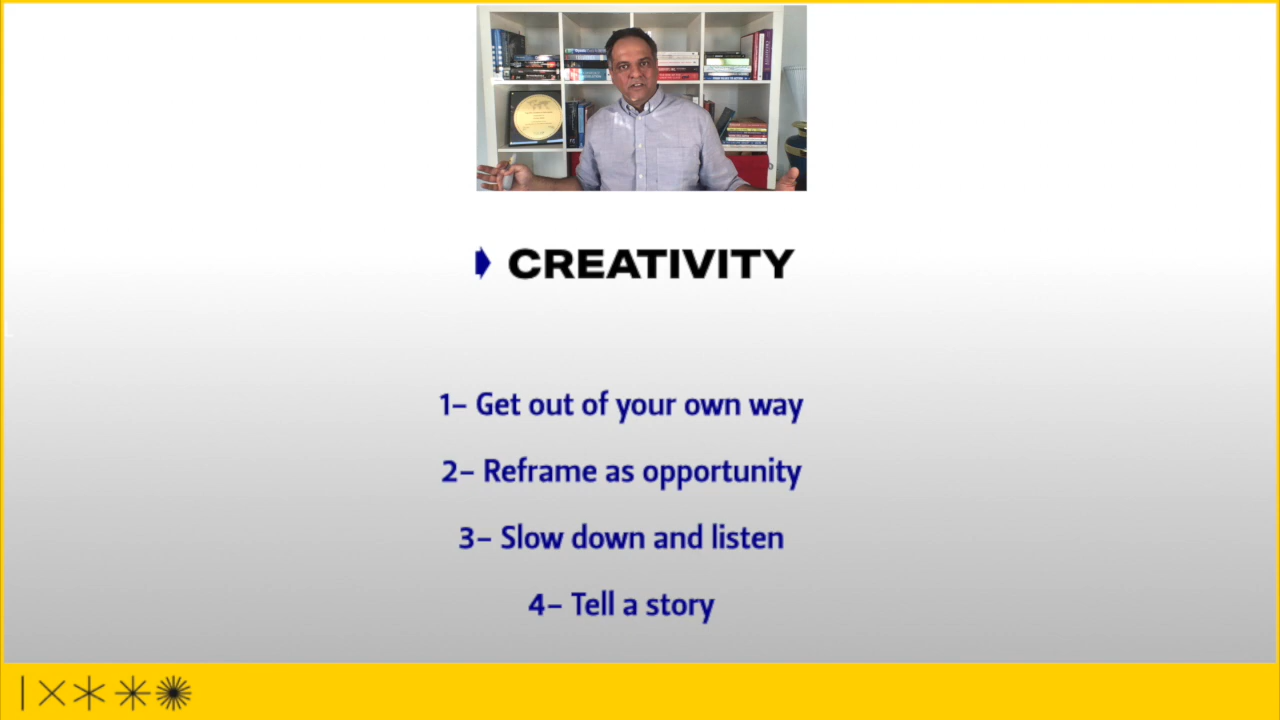 CREATIVITY
1– Get out of your own way
2– Reframe as opportunity
3– Slow down and listen
4– Tell a story